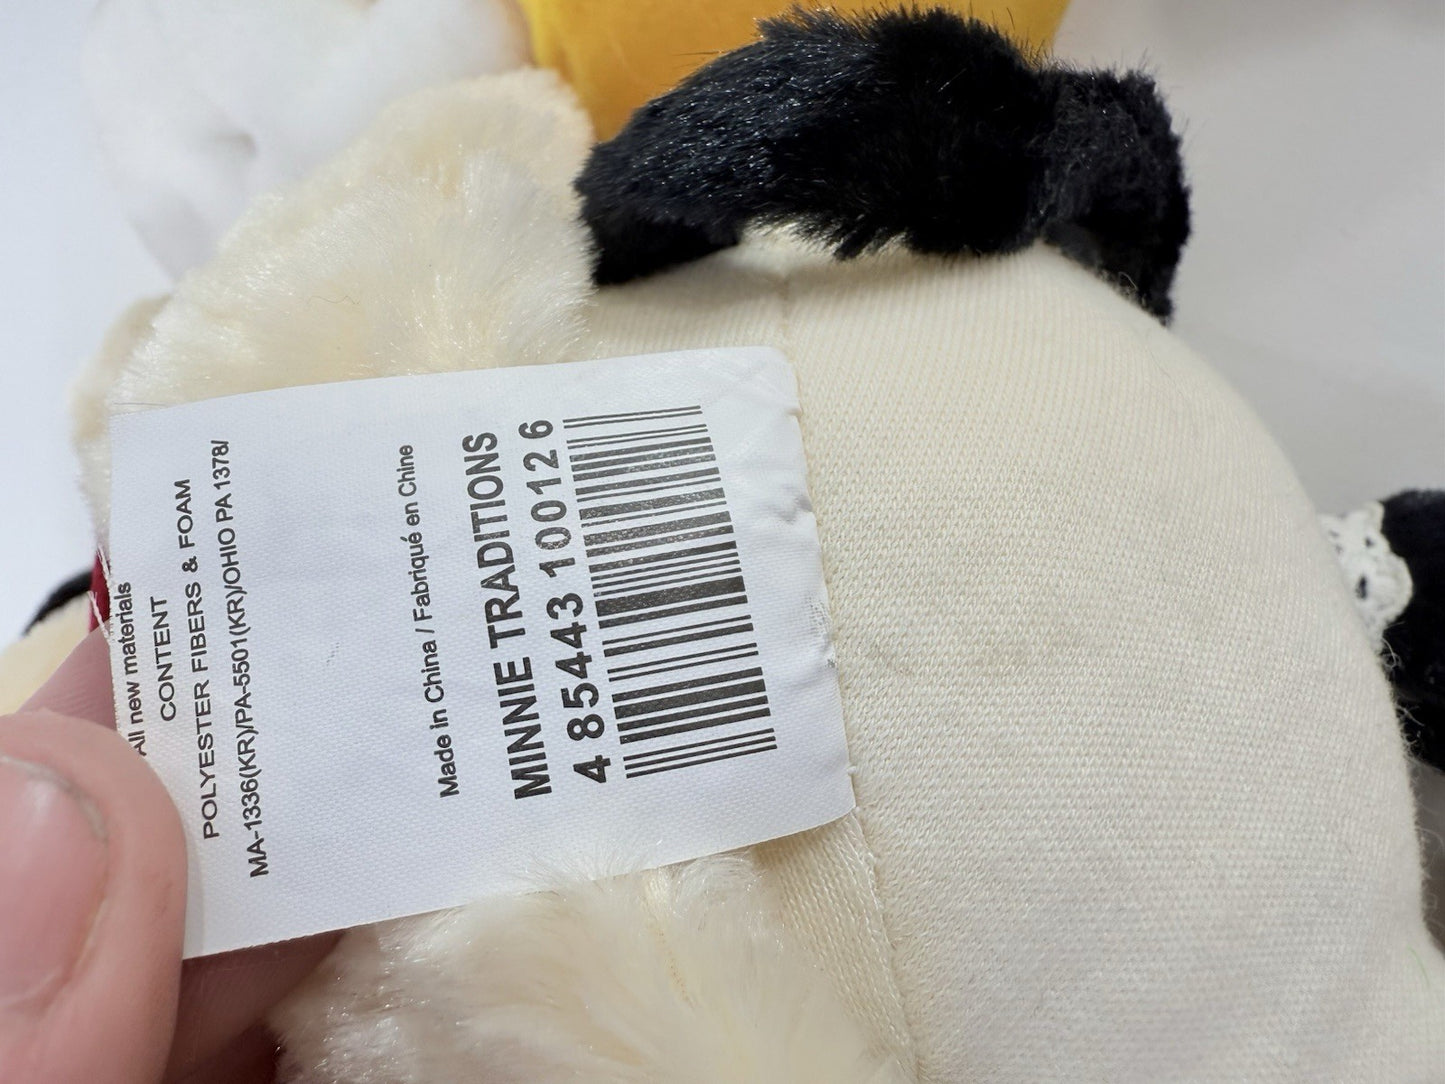 All new materials
CONTENT
POLYESTER FIBERS & FOAM
MA-1336(KR)/PA-5501(KR)/OHIO PA 1378/
Made in China / Fabriqué en Chine
MINNIE TRADITIONS
4 85443 10012 6